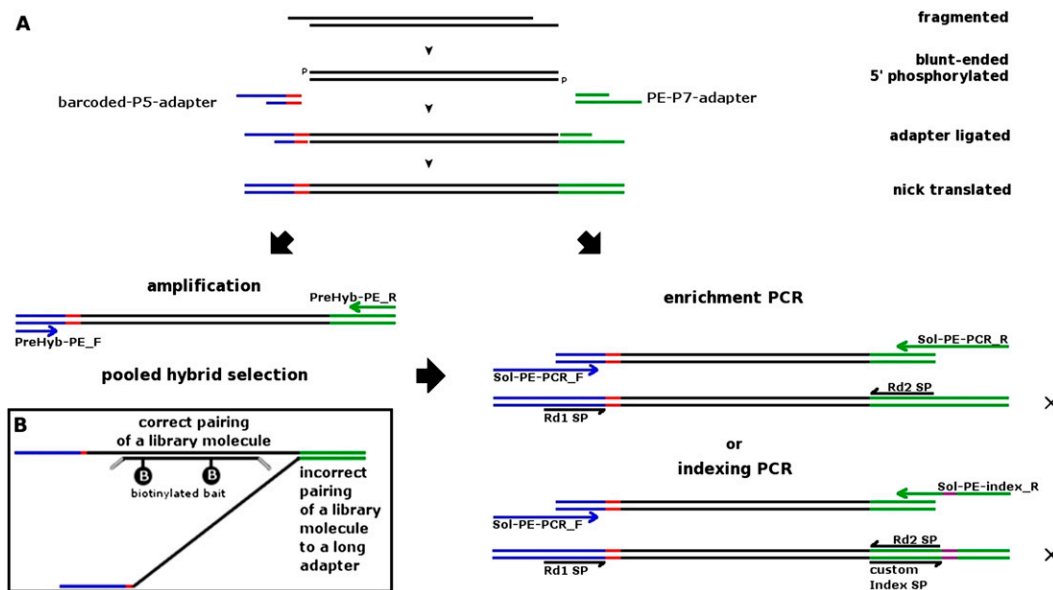 A
fragmented
blunt-ended
5' phosphorylated
P
P
barcoded-P5-adapter
PE-P7-adapter
adapter ligated
nick translated
amplification
PreHyb-PE_R
PreHyb-PE_F
pooled hybrid selection
B
correct pairing
of a library molecule
B
B
biotinylated bait
incorrect
pairing
of a library
molecule
to a long
adapter
enrichment PCR
Sol-PE-PCR_R
Sol-PE-PCR_F
Rd2 SP
Rd1 SP
or
indexing PCR
Sol-PE-index_R
Sol-PE-PCR_F
Rd2 SP
Rd1 SP
custom
Index SP